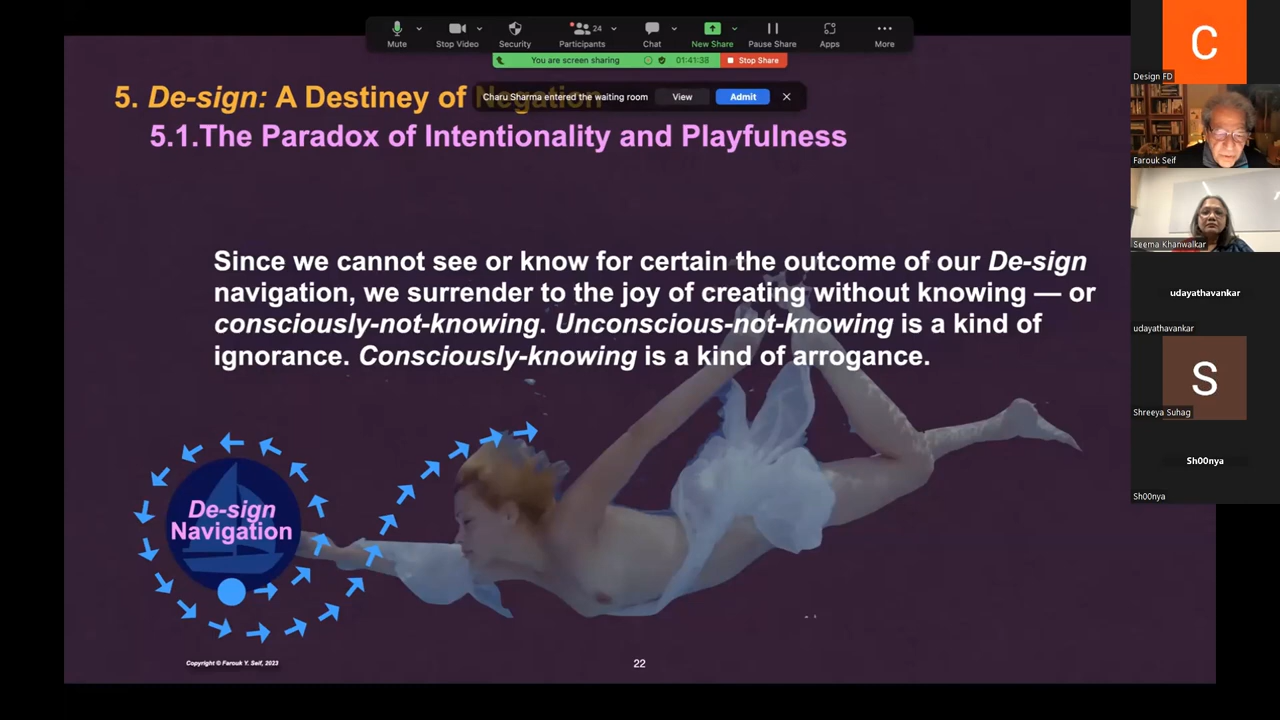 Mute
Stop Video
Security
24
Participants
Chat
New Share
Pause Share
Apps
More
You are screen sharing
01:41:38
Stop Share
5. De-sign: A Destiney of Negation
Charu Sharma entered the waiting room
View
Admit
5.1.The Paradox of Intentionality and Playfulness
Since we cannot see or know for certain the outcome of our De-sign
navigation, we surrender to the joy of creating without knowing — or
consciously-not-knowing. Unconscious-not-knowing is a kind of
ignorance. Consciously-knowing is a kind of arrogance.
De-sign
Navigation
Copyright © Farouk Y. Seif, 2023
22
C
Design FD
Farouk Seif
Seema Khanwalkar
udayathavankar
udayathavankar
S
Shreeya Suhag
Sh00nya
Sh00nya